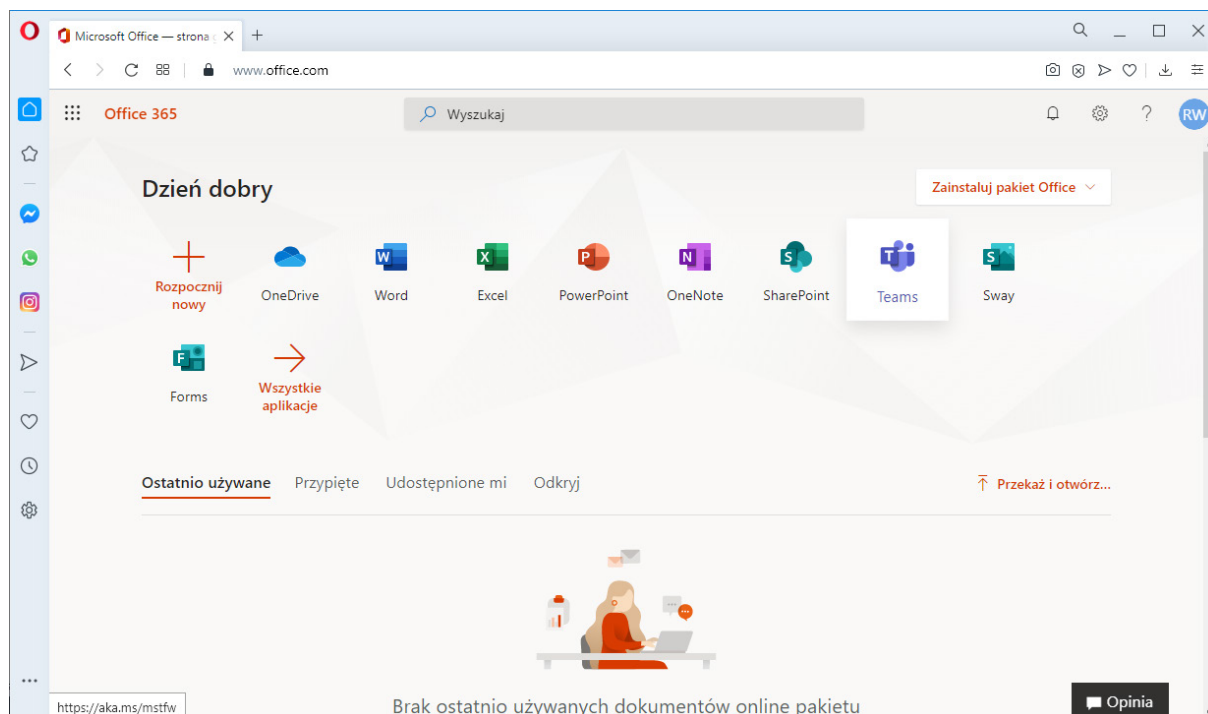 Microsoft Office — strona g
www.office.com
Office 365
Wyszukaj
RW
Dzień dobry
Zainstaluj pakiet Office
Rozpocznij
nowy
OneDrive
Word
Excel
PowerPoint
OneNote
SharePoint
Teams
Sway
Forms
Wszystkie
aplikacje
Ostatnio używane
Przypięte
Udostępnione mi
Odkryj
Przekaż i otwórz...
Brak ostatnio używanych dokumentów online pakietu
https://aka.ms/mstfw
Opinia